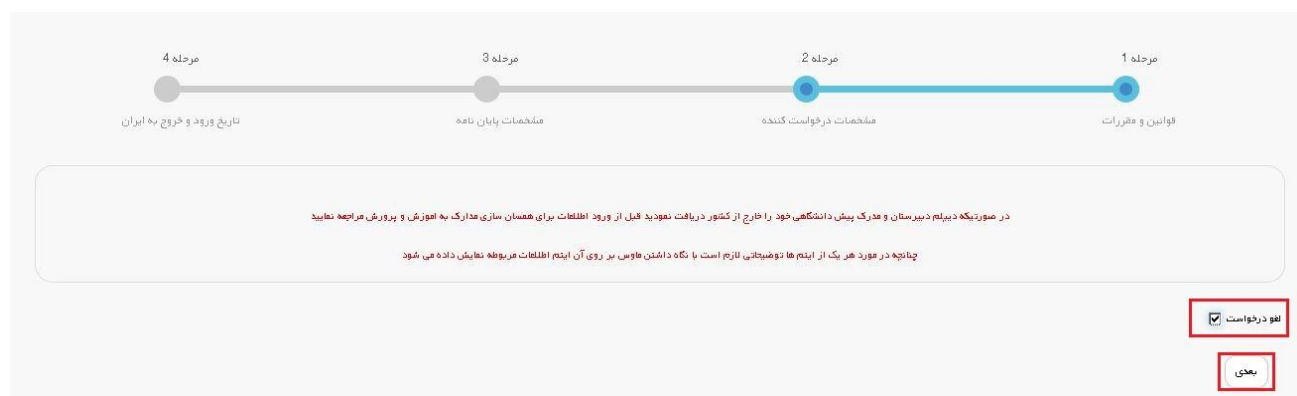 مرحله 1
مرحله 2
مرحله 3
مرحله 4
قوانین و مقررات
مشخصات درخواست کننده
مشخصات پایان نامه
تاریخ ورود و خروج به ایران
در صورتیکه دیپلم دبیرستان و مدرک پیش دانشگاهی خود را خارج از کشور دریافت نمودید قبل از ورود اطلاعات برای همسان سازی مدارک به اموزش و پرورش مراجعه نمایید
چنانچه در مورد هر یک از ایتم ها توضیحاتی لازم است با نگاه داشتن ماوس بر روی آن ایتم اطلاعات مربوطه نمایش داده می شود
لغو درخواست
بعدی